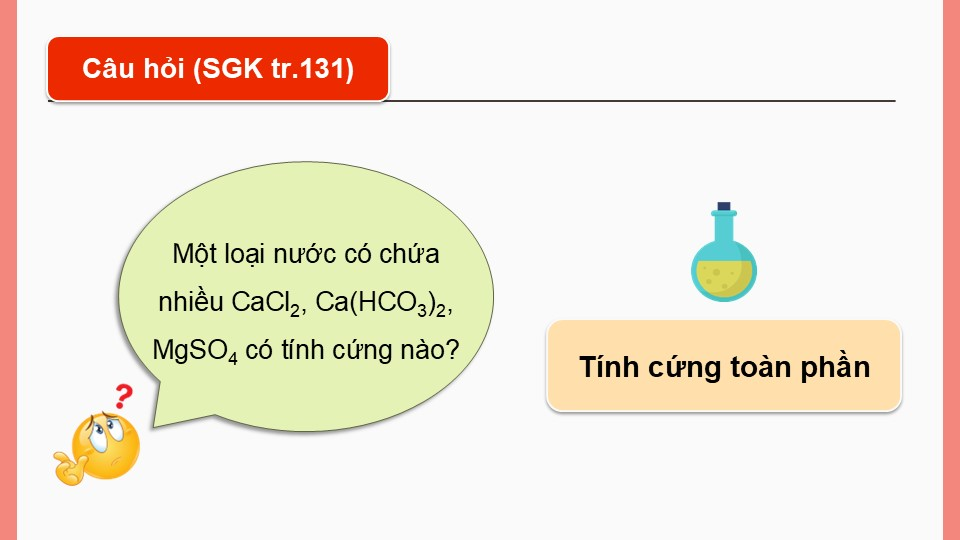 Câu hỏi (SGK tr.131)
Một loại nước có chứa
nhiều CaCl₂, Ca(HCO₃)₂,
MgSO₄ có tính cứng nào?
?
Tính cứng toàn phần